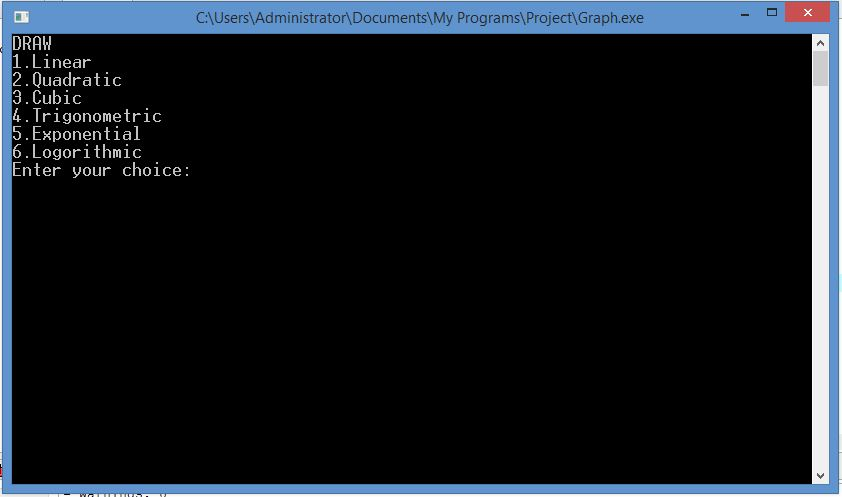 C:\Users\Administrator\Documents\My Programs\Project\Graph.exe
DRAW
1.Linear
2.Quadratic
3.Cubic
4.Trigonometric
5.Exponential
6.Logorithmic
Enter your choice: